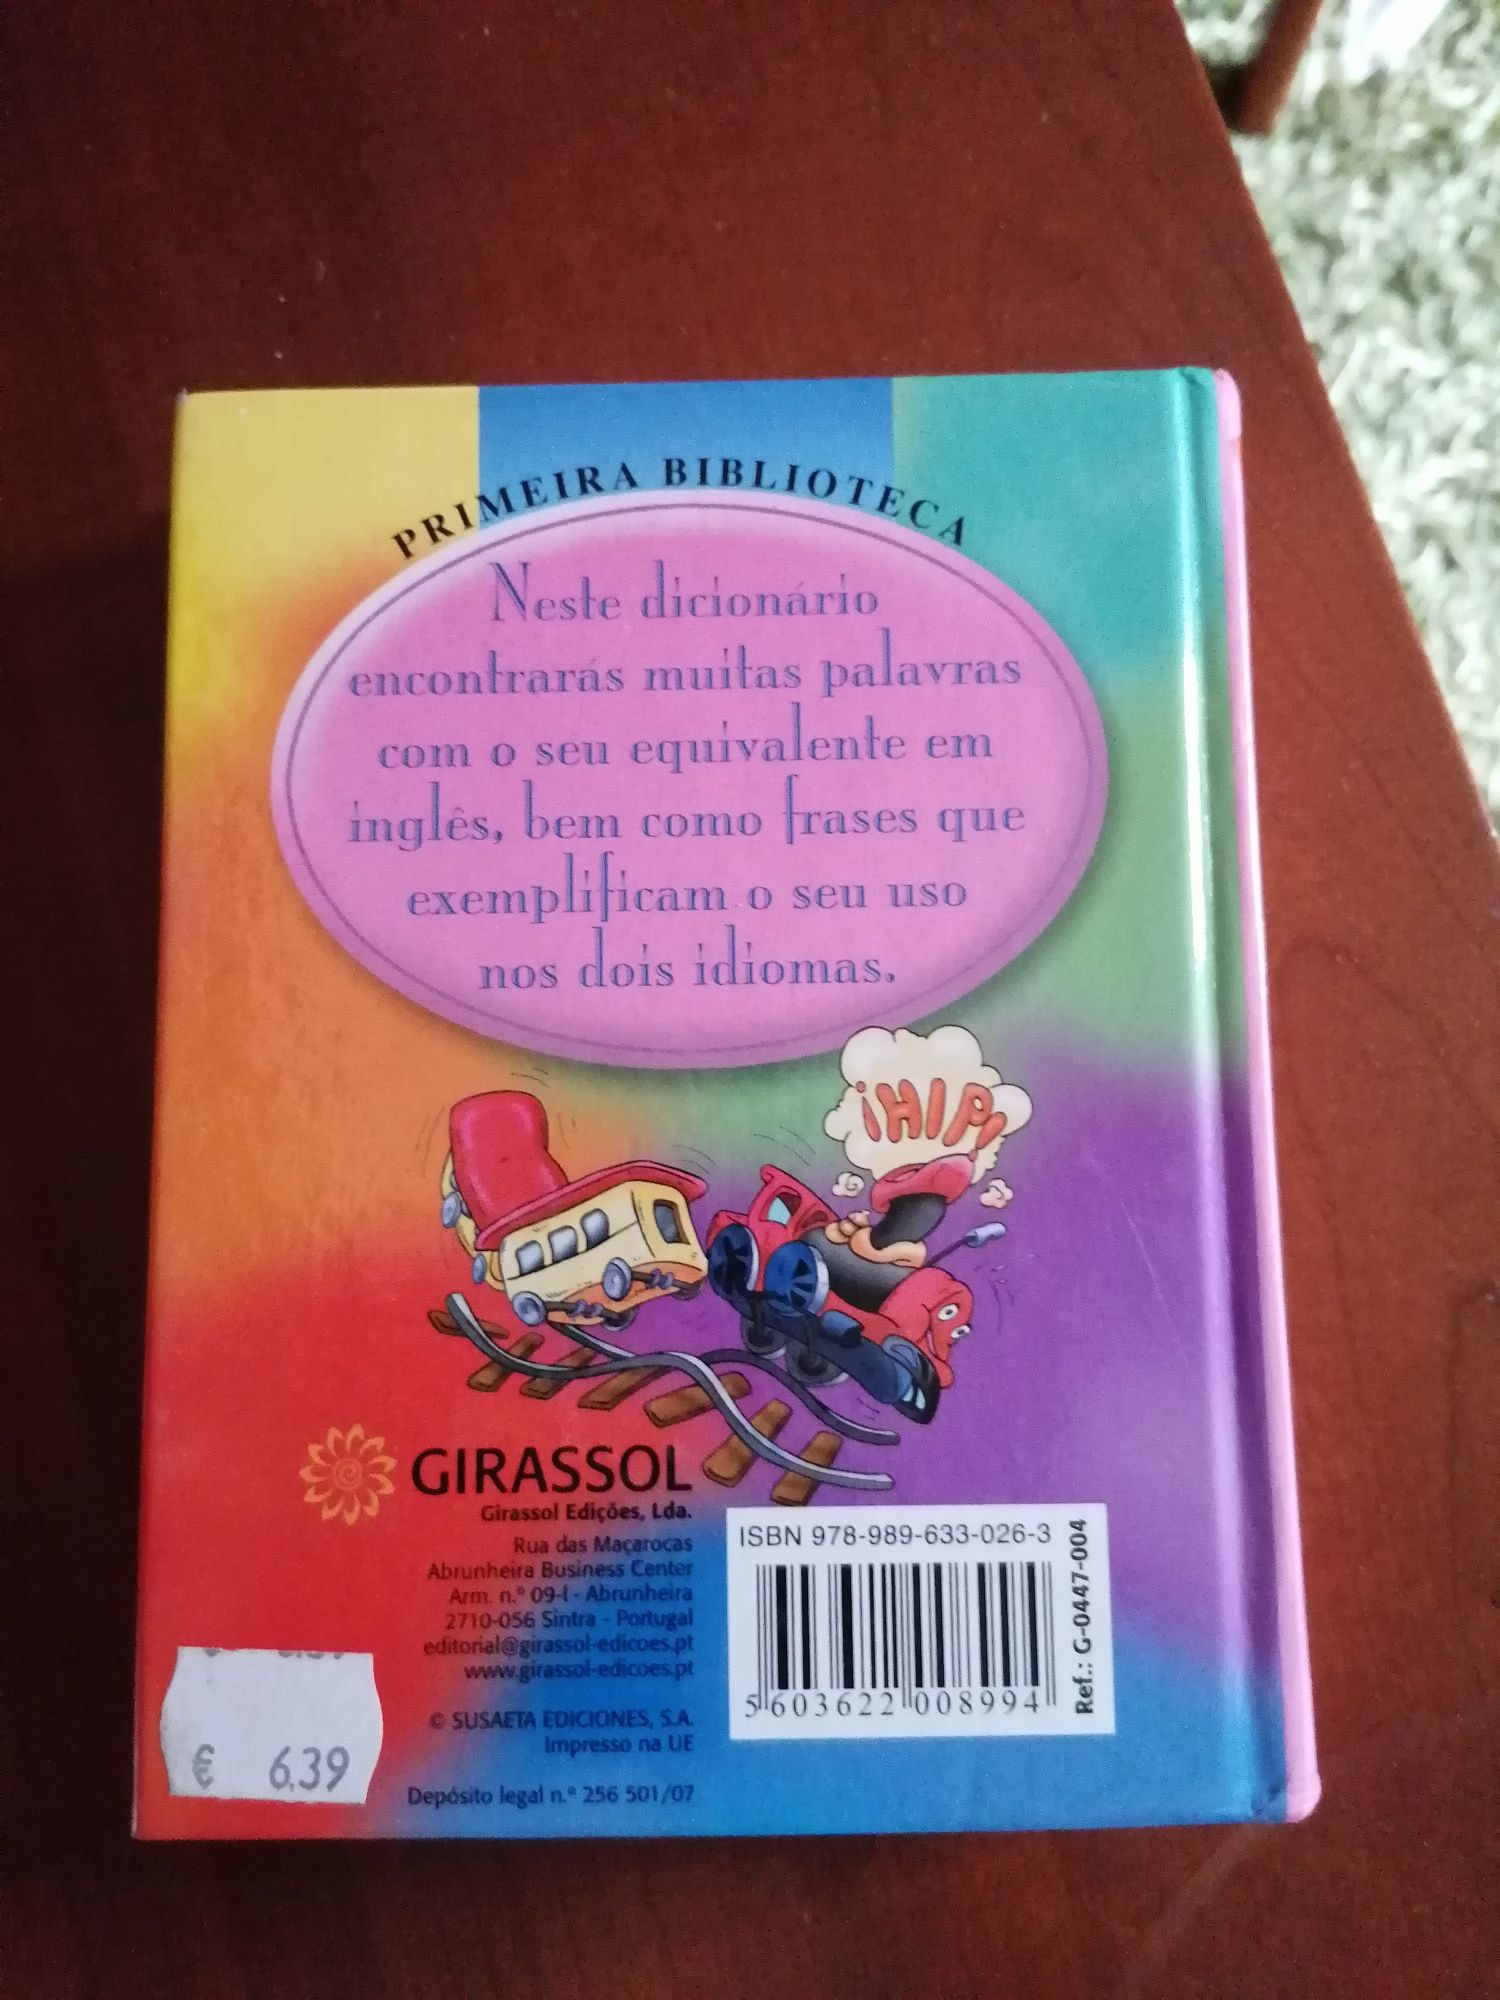 PRIMEIRA BIBLIOTECA
Neste dicionário
encontrarás muitas palavras
com o seu equivalente em
inglês, bem como frases que
exemplificam o seu uso
nos dois idiomas.
¡HIP!
GIRASSOL
Girassol Edições, Lda.
Rua das Maçarocas
Abrunheira Business Center
Arm. n.º 09-I - Abrunheira
2710-056 Sintra - Portugal
editorial@girassol-edicoes.pt
www.girassol-edicoes.pt
© SUSAETA EDICIONES, S.A.
Impresso na UE
Depósito legal n.º 256 501/07
€ 6,39
ISBN 978-989-633-026-3
5 603622 008994
Ref.: G-0447-004